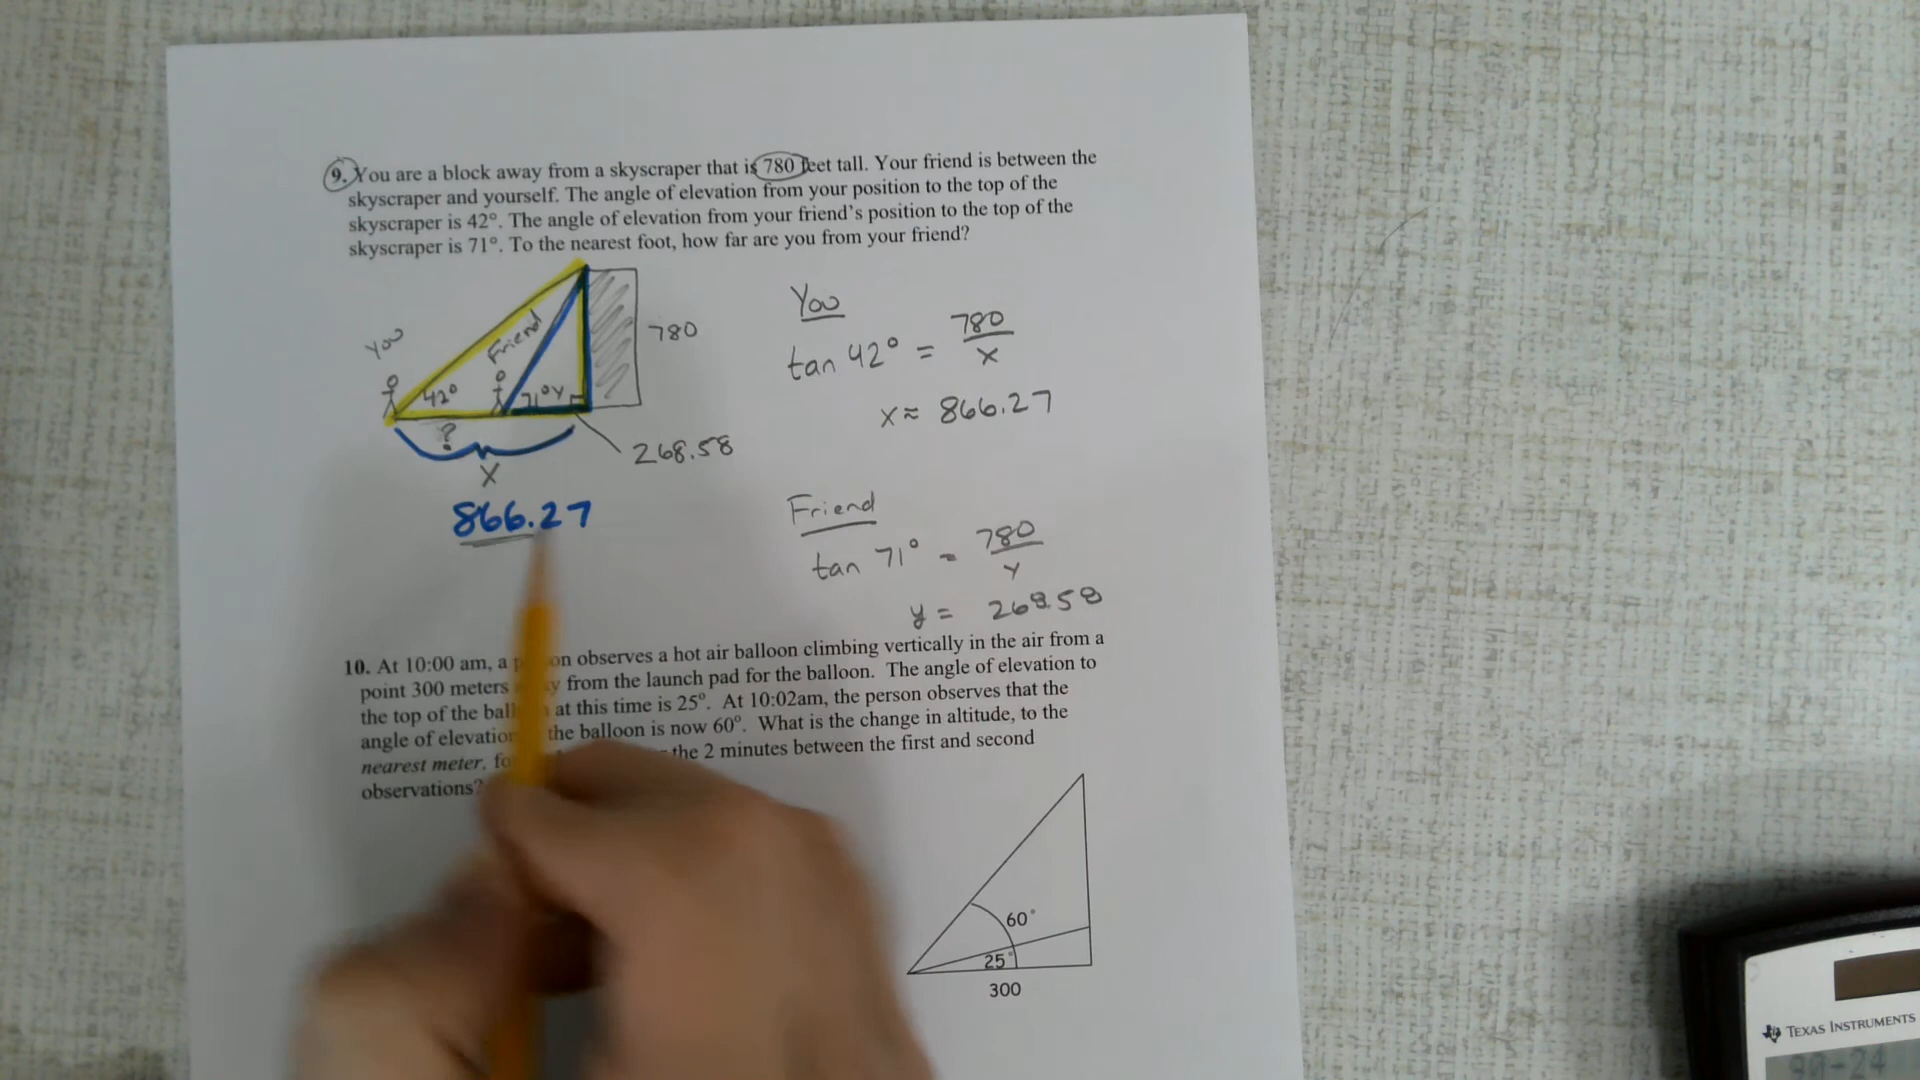 9. You are a block away from a skyscraper that is 780 feet tall. Your friend is between the
skyscraper and yourself. The angle of elevation from your position to the top of the
skyscraper is 42°. The angle of elevation from your friend's position to the top of the
skyscraper is 71°. To the nearest foot, how far are you from your friend?
You
Friend
42°
71°
Y
780
?
X
268.58
866.27
You
tan 42° = 780/x
x ≈ 866.27
Friend
tan 71° = 780/y
y = 268.58
10. At 10:00 am, a on observes a hot air balloon climbing vertically in the air from a
point 300 meters y from the launch pad for the balloon. The angle of elevation to
the top of the ball at this time is 25°. At 10:02am, the person observes that the
angle of elevation the balloon is now 60°. What is the change in altitude, to the
nearest meter, the 2 minutes between the first and second
observations?
60°
25°
300
TEXAS INSTRUMENTS